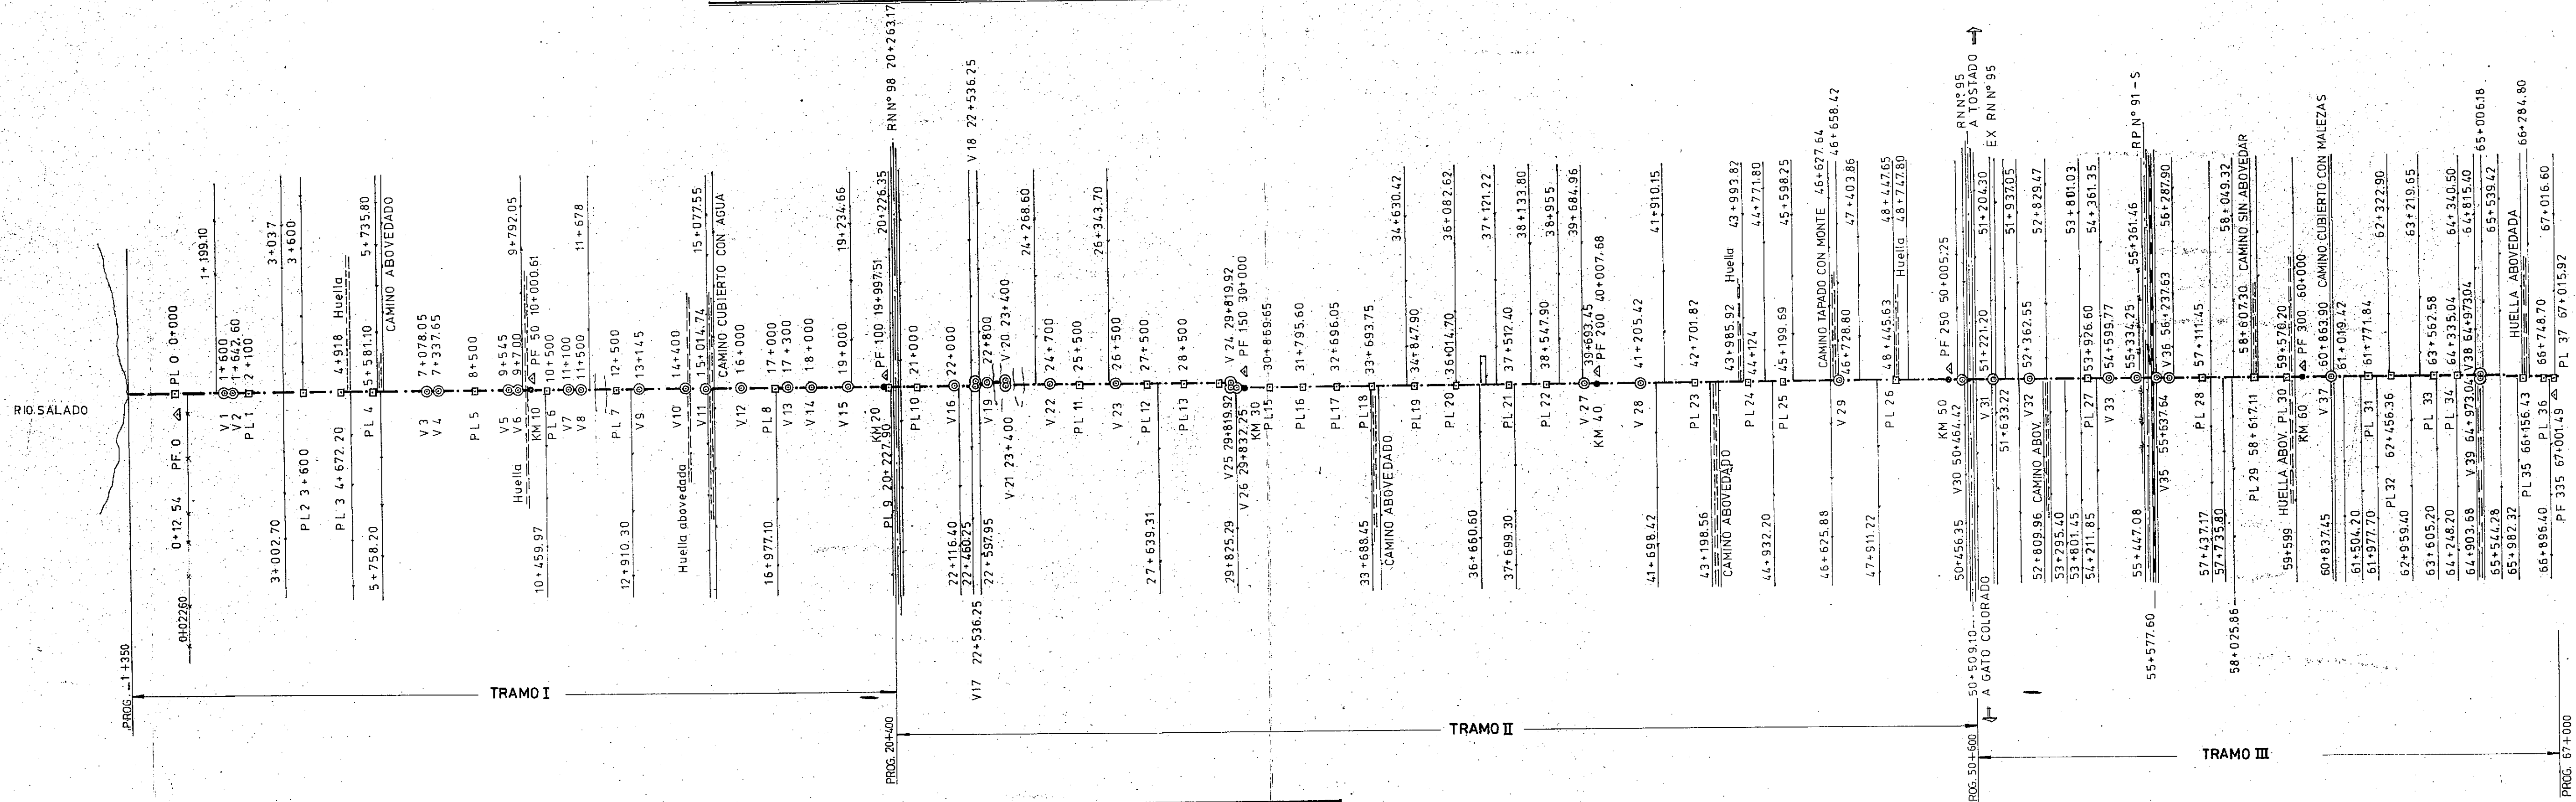 RIO SALADO
PROG. -1+350
0+12.54 PF. 0
PL 0 0+000
0+022.60
1+199.10
V1
1+600
V2
1+642.60
PL 1
2+100
3+037
3+600
3+002.70
PL 2 3+600
PL 3 4+672.20
4+918 Huella
5+735.80
CAMINO ABOVEDADO
PL 4
5+581.10
5+758.20
V3
7+078.05
V4
7+337.65
PL 5
8+500
V5
9+545
V6
9+700
9+792.05
Huella
KM 10
PF 50 10+000.61
10+459.97
PL 6
10+500
V7
11+100
V8
11+500
11+678
PL 7
12+500
12+910.30
V9
13+145
V10
14+400
Huella abovedada
V11
15+014.74
15+077.55
CAMINO CUBIERTO CON AGUA
V12
16+000
16+977.10
PL 8
17+000
V13
17+300
V14
18+000
V15
19+000
19+234.66
KM 20
PF 100 19+997.51
20+226.35
RN Nº 98 20+263.17
PL 9 20+227.90
TRAMO I
PROG. 20+400
PL 10
21+000
V16
22+000
22+116.40
22+460.25
22+597.95
V17 22+536.25
V18 22+536.25
V19
22+800
V 20 23+400
V 21 23+400
24+268.60
V 22
24+700
PL 11
25+500
26+343.70
V 23
26+500
PL 12
27+500
27+639.31
PL 13
28+500
V 24 29+819.92
V25 29+819.92
29+825.29
V 26 29+832.25
KM 30
PF 150 30+000
PL 15
30+869.65
PL 16
31+795.60
PL 17
32+696.05
PL 18
33+693.75
33+688.45
CAMINO ABOVEDADO
34+630.42
PL 19
34+847.90
PL 20
36+014.70
36+082.62
36+660.60
37+121.22
PL 21
37+512.40
37+699.30
38+133.80
PL 22
38+547.90
38+955
39+684.96
V 27
39+693.45
KM 40
PF 200 40+007.68
V 28
41+205.42
41+698.42
41+910.15
PL 23
42+701.82
43+198.56
CAMINO ABOVEDADO
43+985.92
Huella 43+993.82
PL 24
44+124
44+771.80
44+932.20
PL 25
45+199.69
45+598.25
CAMINO TAPADO CON MONTE 46+627.64
46+658.42
46+625.88
V 29
46+728.80
47+403.86
47+911.22
PL 26
48+445.63
48+447.65
Huella 48+747.80
KM 50
PF 250 50+005.25
V30 50+464.42
50+456.35
50+509.10
RN Nº 95
A TOSTADO
EX RN Nº 95
A GATO COLORADO
TRAMO II
PROG. 50+600
51+204.30
V 31
51+221.20
51+633.22
51+937.05
V32
52+362.55
52+829.47
52+809.96 CAMINO ABOV.
53+295.40
53+801.03
53+801.45
PL 27
53+926.60
54+211.85
54+361.35
V 33
54+599.77
55+334.25
55+361.46
RP Nº 91 - S
55+447.08
55+577.60
V35 55+637.64
V 36 56+237.63
56+287.90
PL 28
57+111.45
57+437.17
57+735.80
58+049.32
58+025.86
58+607.30 CAMINO SIN ABOVEDAR
PL 29 58+617.11
59+599 HUELLA ABOV. PL 30
59+570.20
KM 60
PF 300 60+000
60+837.45
V 37
60+863.90 CAMINO CUBIERTO CON MALEZAS
61+019.42
61+504.20
PL 31
61+771.84
61+977.70
62+322.90
PL 32 62+456.36
62+959.40
63+219.65
PL 33
63+562.58
63+605.20
64+248.20
PL 34
64+335.04
64+340.50
64+815.40
64+903.68
V 39 64+973.04
V38 64+973.04
65+006.18
65+539.42
65+544.28
65+982.32
HUELLA ABOVEDADA
PL 35 66+156.43
66+284.80
PL 36
66+748.70
66+896.40
PF 335 67+001.49
67+016.60
PL 37 67+015.92
TRAMO III
PROG. 67+000